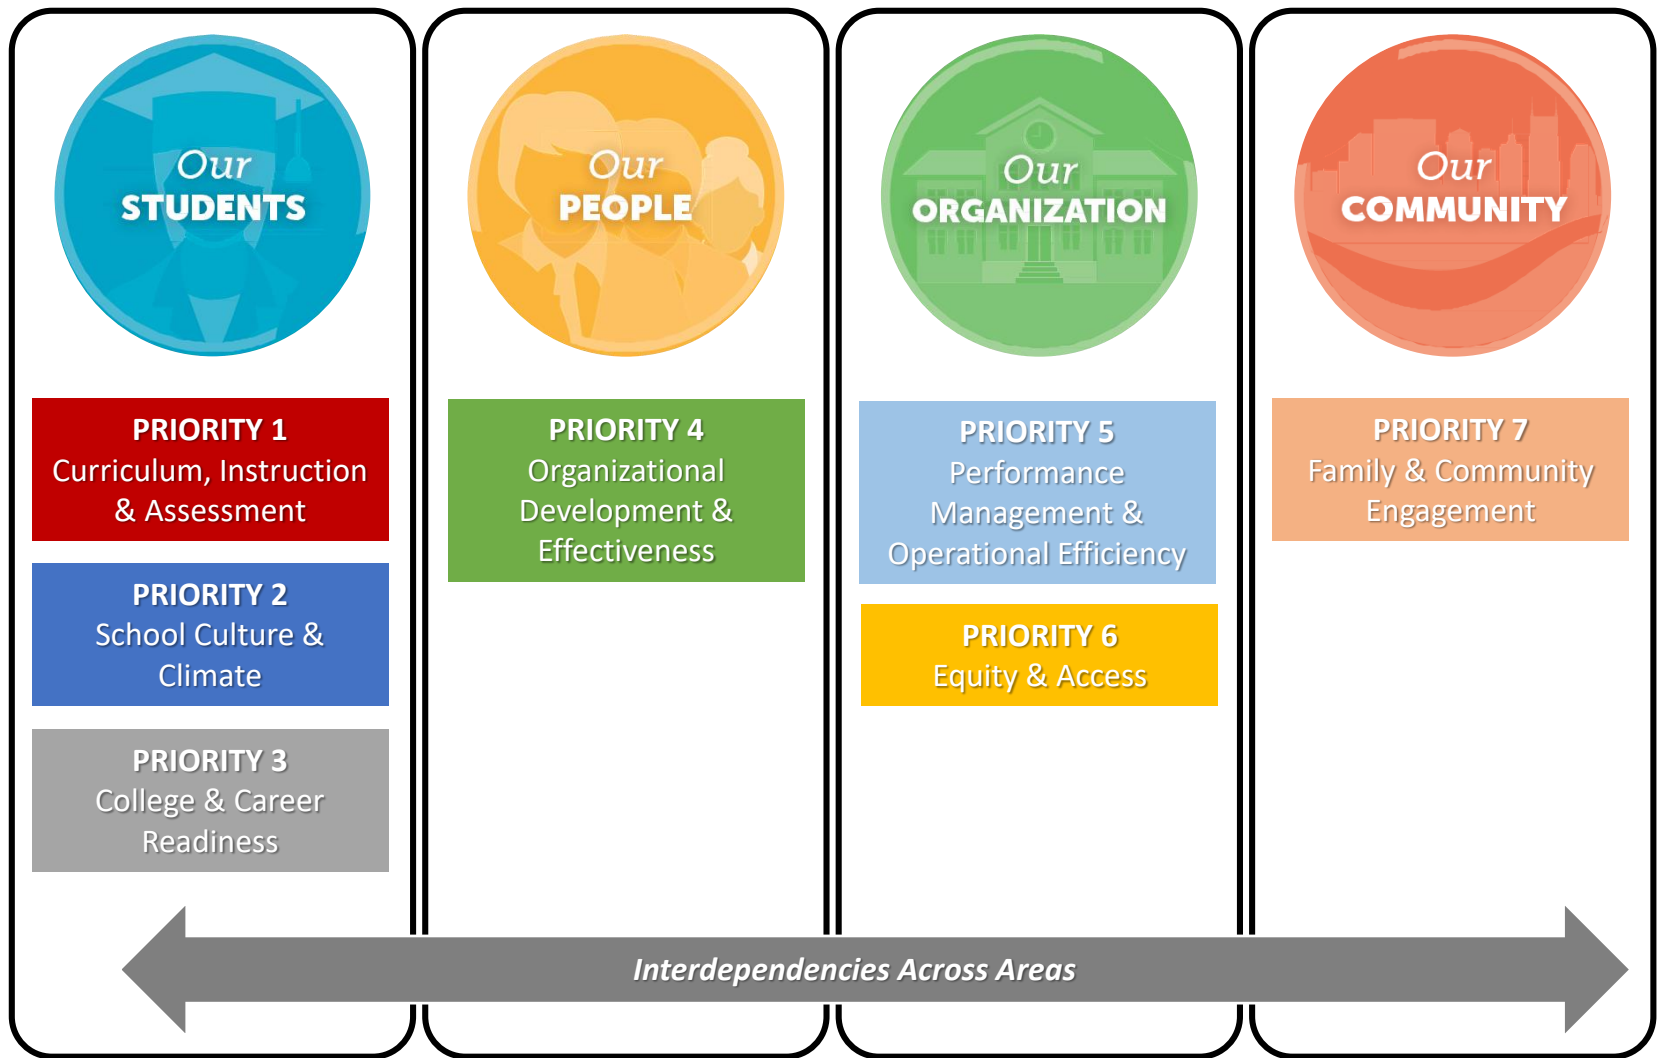 Our
STUDENTS
PRIORITY 1
Curriculum, Instruction
& Assessment
PRIORITY 2
School Culture &
Climate
PRIORITY 3
College & Career
Readiness
Our
PEOPLE
PRIORITY 4
Organizational
Development &
Effectiveness
Our
ORGANIZATION
PRIORITY 5
Performance
Management &
Operational Efficiency
PRIORITY 6
Equity & Access
Our
COMMUNITY
PRIORITY 7
Family & Community
Engagement
Interdependencies Across Areas